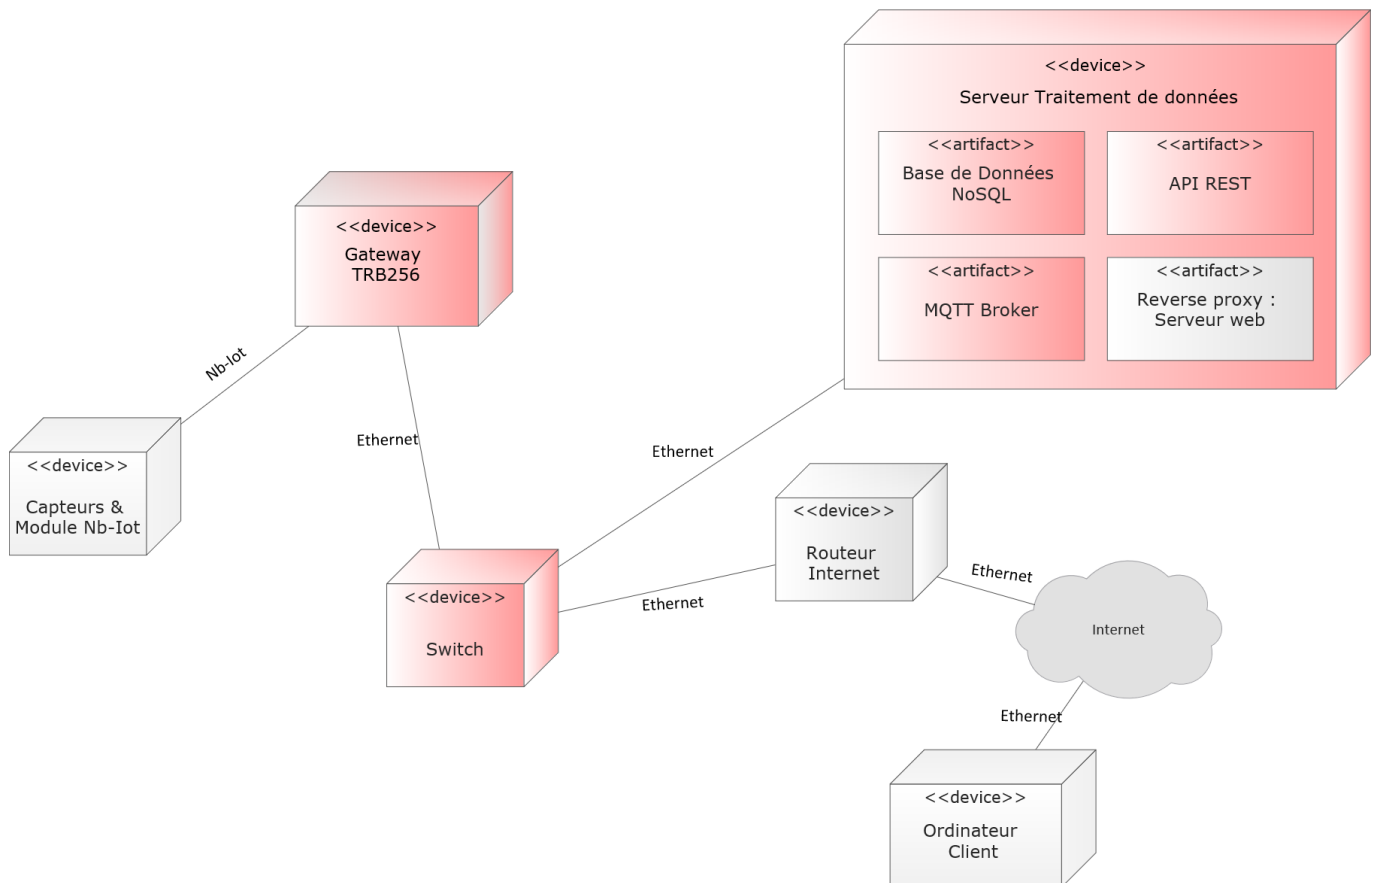 <<device>>
Serveur Traitement de données
<<artifact>>
Base de Données
NoSQL
<<artifact>>
API REST
<<artifact>>
MQTT Broker
<<artifact>>
Reverse proxy :
Serveur web
<<device>>
Gateway
TRB256
Nb-Iot
Ethernet
<<device>>
Capteurs &
Module Nb-Iot
Ethernet
<<device>>
Switch
Ethernet
<<device>>
Routeur
Internet
Ethernet
Internet
Ethernet
<<device>>
Ordinateur
Client